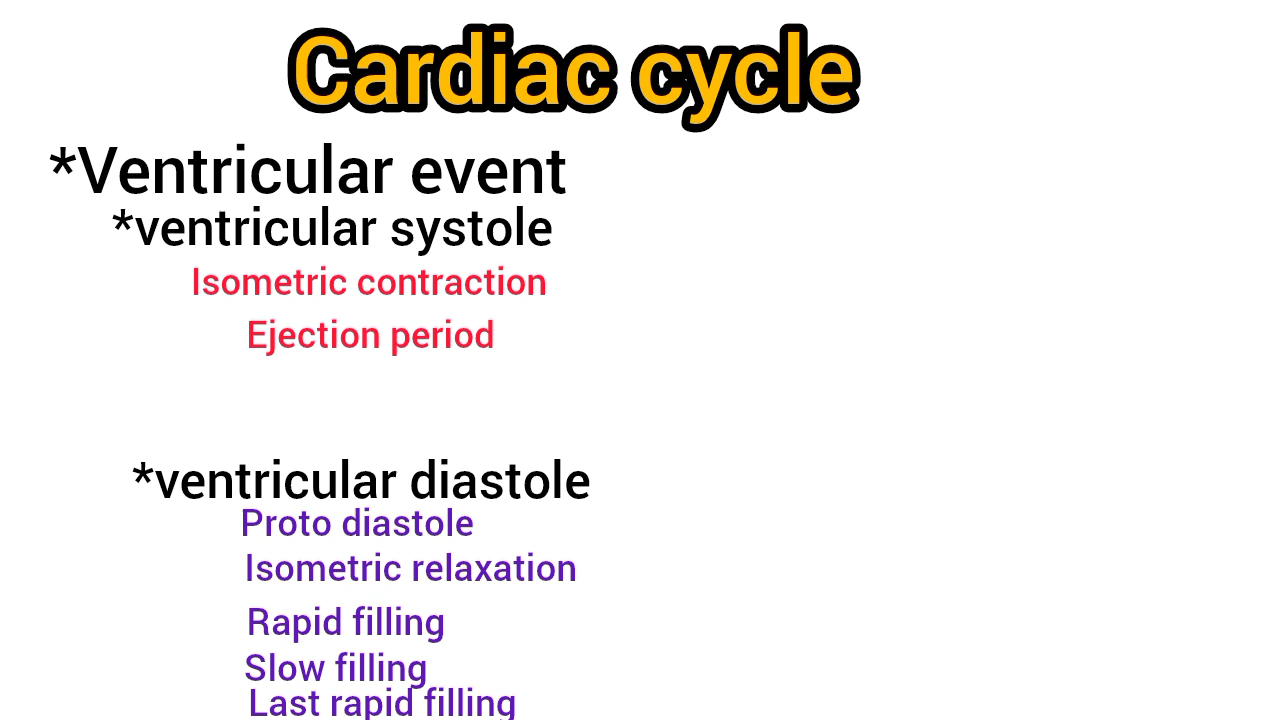 Cardiac cycle
*Ventricular event
*ventricular systole
Isometric contraction
Ejection period
*ventricular diastole
Proto diastole
Isometric relaxation
Rapid filling
Slow filling
Last rapid filling